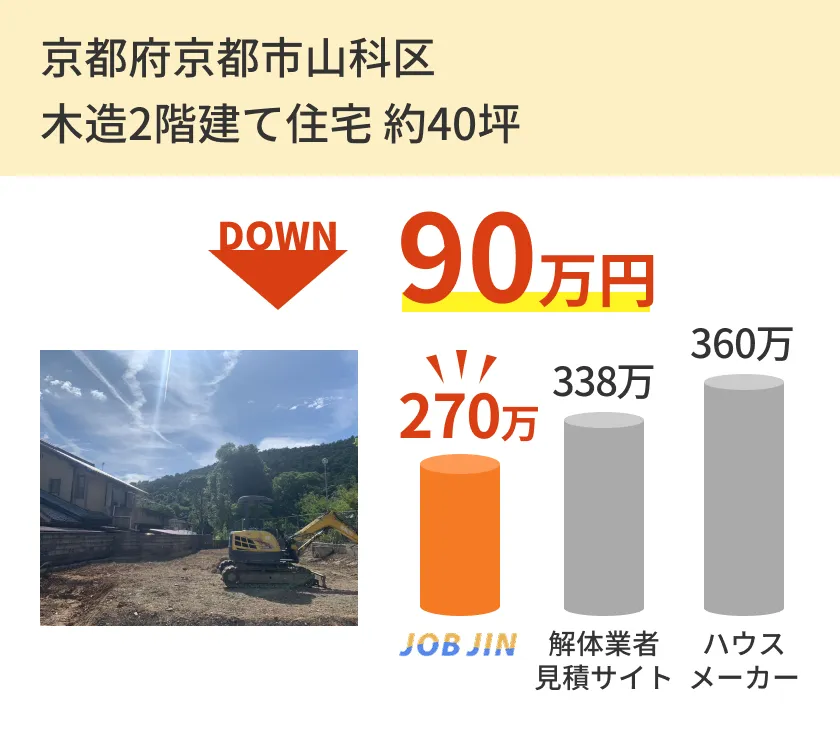 京都府京都市山科区
木造2階建て住宅 約40坪
DOWN
90万円
270万
338万
360万
JOB JIN
解体業者
見積サイト
ハウス
メーカー